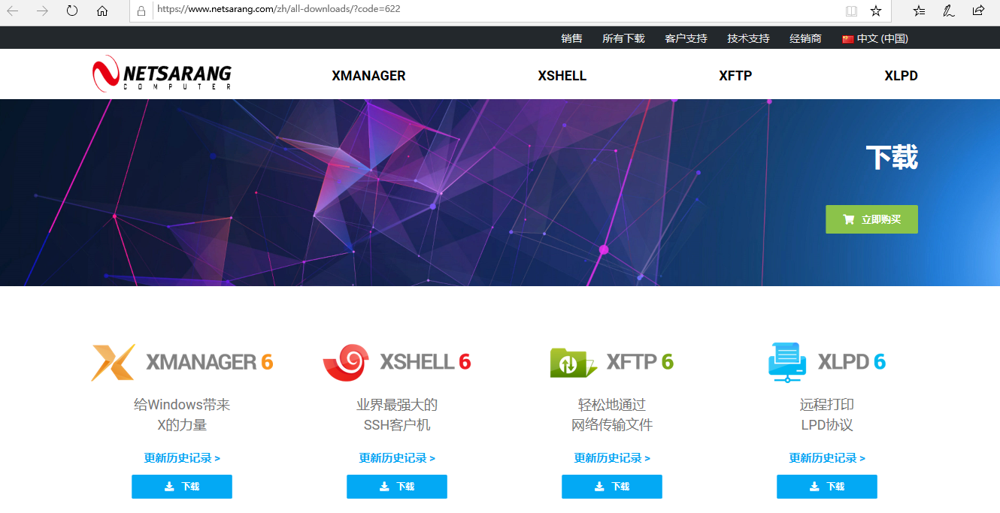 https://www.netsarang.com/zh/all-downloads/?code=622
销售 所有下载 客户支持 技术支持 经销商 中文 (中国)
NETSARANG
COMPUTER
XMANAGER XSHELL XFTP XLPD
下载
立即购买
XMANAGER 6
给Windows带来
X的力量
更新历史记录 >
下载
XSHELL 6
业界最强大的
SSH客户机
更新历史记录 >
下载
XFTP 6
轻松地通过
网络传输文件
更新历史记录 >
下载
XLPD 6
远程打印
LPD协议
更新历史记录 >
下载